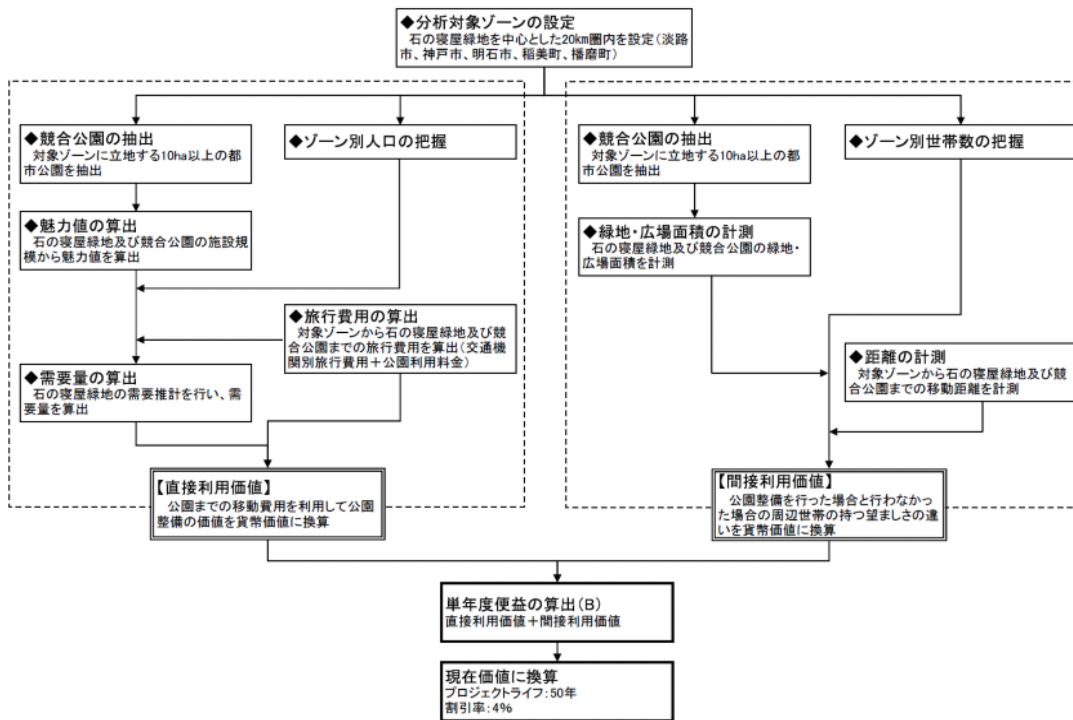 ◆分析対象ゾーンの設定
石の寝屋緑地を中心とした20km圏内を設定(淡路
市、神戸市、明石市、稲美町、播磨町)
◆競合公園の抽出
対象ゾーンに立地する10ha以上の都
市公園を抽出
◆ゾーン別人口の把握
◆魅力値の算出
石の寝屋緑地及び競合公園の施設規
模から魅力値を算出
◆旅行費用の算出
対象ゾーンから石の寝屋緑地及び競
合公園までの旅行費用を算出(交通機
関別旅行費用+公園利用料金)
◆需要量の算出
石の寝屋緑地の需要推計を行い、需
要量を算出
【直接利用価値】
公園までの移動費用を利用して公園
整備の価値を貨幣価値に換算
◆競合公園の抽出
対象ゾーンに立地する10ha以上の都
市公園を抽出
◆ゾーン別世帯数の把握
◆緑地・広場面積の計測
石の寝屋緑地及び競合公園の緑地・
広場面積を計測
◆距離の計測
対象ゾーンから石の寝屋緑地及び競
合公園までの移動距離を計測
【間接利用価値】
公園整備を行った場合と行わなかっ
た場合の周辺世帯の持つ望ましさの違
いを貨幣価値に換算
単年度便益の算出(B)
直接利用価値+間接利用価値
現在価値に換算
プロジェクトライフ:50年
割引率:4%